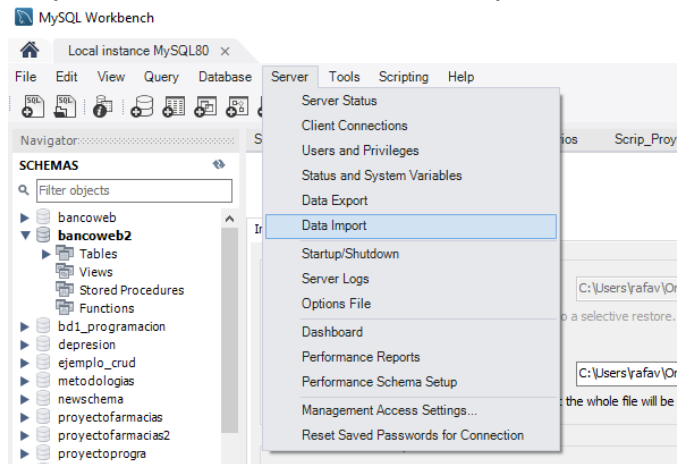 MySQL Workbench
Local instance MySQL80 ×
File Edit View Query Database Server Tools Scripting Help
SQL SQL
Navigator
SCHEMAS
Filter objects
bancoweb
bancoweb2
Tables
Views
Stored Procedures
Functions
bd1_programacion
depresion
ejemplo_crud
metodologias
newschema
proyectofarmacias
proyectofarmacias2
proyectoprogra
Server Status
Client Connections
Users and Privileges
Status and System Variables
Data Export
Data Import
Startup/Shutdown
Server Logs
Options File
Dashboard
Performance Reports
Performance Schema Setup
Management Access Settings...
Reset Saved Passwords for Connection
Scrip_Proy
C:\Users\rafav\Or
o a selective restore.
C:\Users\rafav\Or
the whole file will be